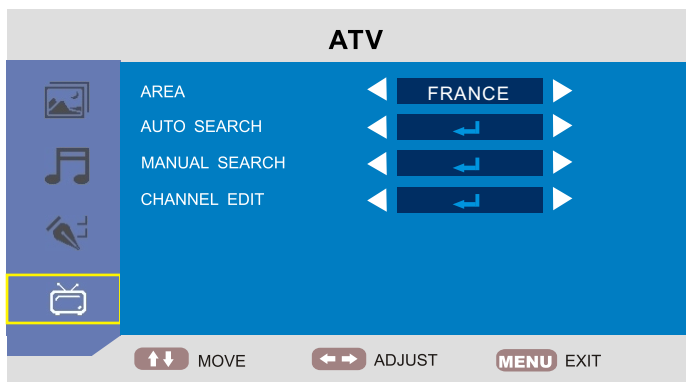 ATV
AREA FRANCE
AUTO SEARCH
MANUAL SEARCH
CHANNEL EDIT
MOVE ADJUST MENU EXIT